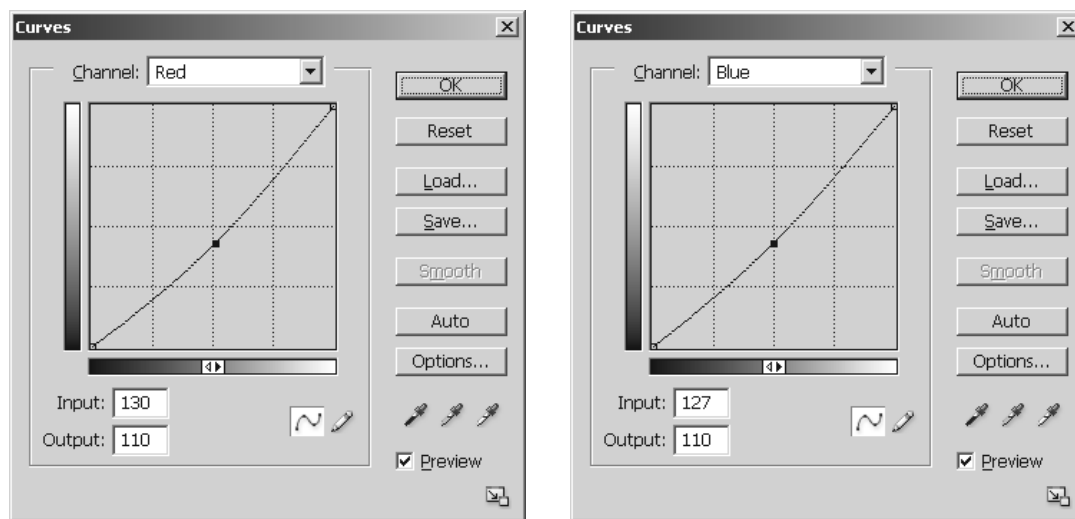 Curves
Channel: Red
OK
Reset
Load...
Save...
Smooth
Auto
Options...
Input: 130
Output: 110
Preview
Curves
Channel: Blue
OK
Reset
Load...
Save...
Smooth
Auto
Options...
Input: 127
Output: 110
Preview